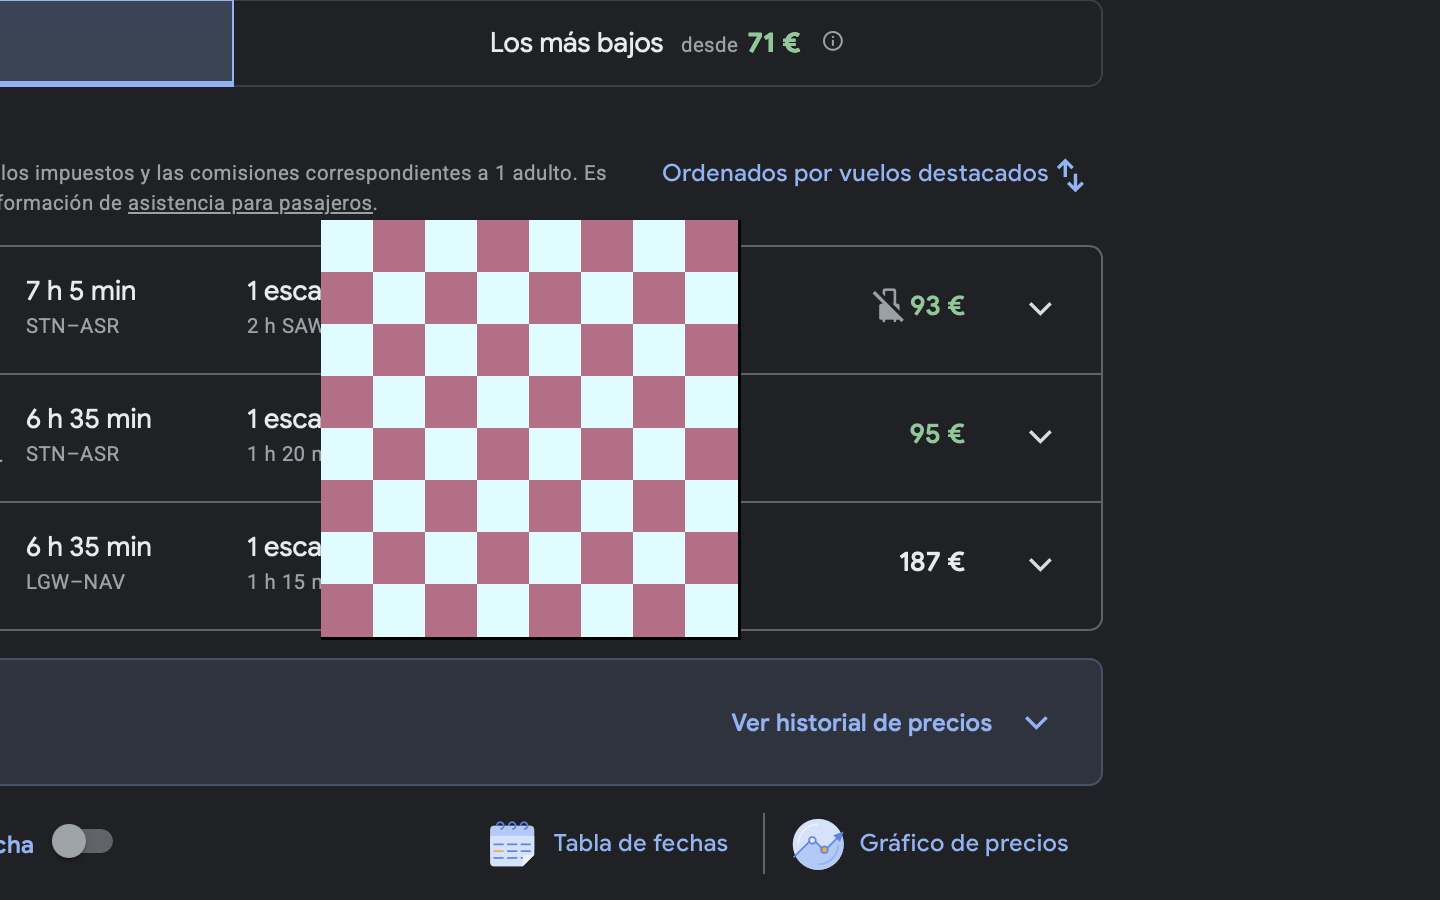 Los más bajos desde 71 €
los impuestos y las comisiones correspondientes a 1 adulto. Es
formación de asistencia para pasajeros.
Ordenados por vuelos destacados
7 h 5 min 1 esca 93 €
STN–ASR 2 h SAW
6 h 35 min 1 esca 95 €
STN–ASR 1 h 20
6 h 35 min 1 esca 187 €
LGW–NAV 1 h 15
Ver historial de precios
cha Tabla de fechas Gráfico de precios